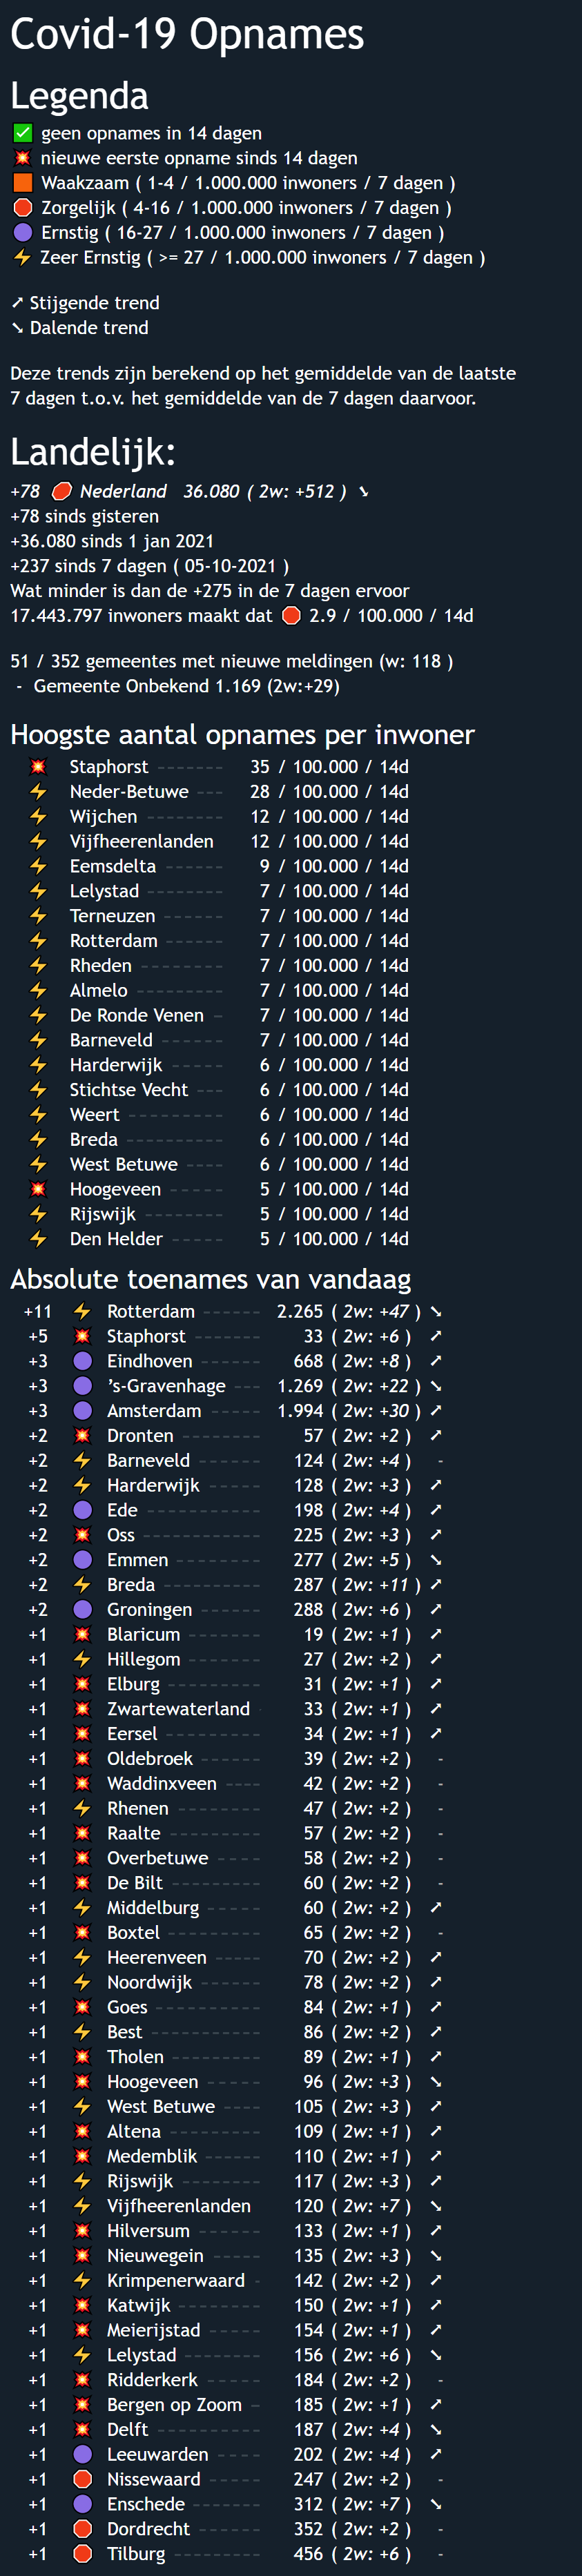 Covid-19 Opnames
Legenda
✅ geen opnames in 14 dagen
💥 nieuwe eerste opname sinds 14 dagen
🟧 Waakzaam ( 1-4 / 1.000.000 inwoners / 7 dagen )
🛑 Zorgelijk ( 4-16 / 1.000.000 inwoners / 7 dagen )
🟣 Ernstig ( 16-27 / 1.000.000 inwoners / 7 dagen )
⚡ Zeer Ernstig ( >= 27 / 1.000.000 inwoners / 7 dagen )
➚ Stijgende trend
➘ Dalende trend
Deze trends zijn berekend op het gemiddelde van de laatste
7 dagen t.o.v. het gemiddelde van de 7 dagen daarvoor.
Landelijk:
+78 🛑 Nederland 36.080 ( 2w: +512 ) ➘
+78 sinds gisteren
+36.080 sinds 1 jan 2021
+237 sinds 7 dagen ( 05-10-2021 )
Wat minder is dan de +275 in de 7 dagen ervoor
17.443.797 inwoners maakt dat 🛑 2.9 / 100.000 / 14d
51 / 352 gemeentes met nieuwe meldingen (w: 118 )
- Gemeente Onbekend 1.169 (2w:+29)
Hoogste aantal opnames per inwoner
💥 Staphorst ------- 35 / 100.000 / 14d
⚡ Neder-Betuwe --- 28 / 100.000 / 14d
⚡ Wijchen -------- 12 / 100.000 / 14d
⚡ Vijfheerenlanden 12 / 100.000 / 14d
⚡ Eemsdelta ------ 9 / 100.000 / 14d
⚡ Lelystad -------- 7 / 100.000 / 14d
⚡ Terneuzen ------ 7 / 100.000 / 14d
⚡ Rotterdam ------ 7 / 100.000 / 14d
⚡ Rheden --------- 7 / 100.000 / 14d
⚡ Almelo ---------- 7 / 100.000 / 14d
⚡ De Ronde Venen - 7 / 100.000 / 14d
⚡ Barneveld ------- 7 / 100.000 / 14d
⚡ Harderwijk ------ 6 / 100.000 / 14d
⚡ Stichtse Vecht --- 6 / 100.000 / 14d
⚡ Weert ----------- 6 / 100.000 / 14d
⚡ Breda ----------- 6 / 100.000 / 14d
⚡ West Betuwe ---- 6 / 100.000 / 14d
💥 Hoogeveen ------ 5 / 100.000 / 14d
⚡ Rijswijk --------- 5 / 100.000 / 14d
⚡ Den Helder ----- 5 / 100.000 / 14d
Absolute toenames van vandaag
+11 ⚡ Rotterdam ------ 2.265 ( 2w: +47 ) ➘
+5 💥 Staphorst ------- 33 ( 2w: +6 ) ➚
+3 🟣 Eindhoven ------ 668 ( 2w: +8 ) ➚
+3 🟣 's-Gravenhage --- 1.269 ( 2w: +22 ) ➘
+3 🟣 Amsterdam ----- 1.994 ( 2w: +30 ) ➚
+2 💥 Dronten -------- 57 ( 2w: +2 ) ➚
+2 ⚡ Barneveld ------- 124 ( 2w: +4 ) -
+2 ⚡ Harderwijk ------ 128 ( 2w: +3 ) ➚
+2 🟣 Ede ------------- 198 ( 2w: +4 ) ➚
+2 💥 Oss ------------- 225 ( 2w: +3 ) ➚
+2 🟣 Emmen --------- 277 ( 2w: +5 ) ➘
+2 ⚡ Breda ----------- 287 ( 2w: +11 ) ➚
+2 🟣 Groningen ------ 288 ( 2w: +6 ) ➚
+1 💥 Blaricum -------- 19 ( 2w: +1 ) ➚
+1 ⚡ Hillegom -------- 27 ( 2w: +2 ) ➚
+1 💥 Elburg ---------- 31 ( 2w: +1 ) ➚
+1 💥 Zwartewaterland - 33 ( 2w: +1 ) ➚
+1 💥 Eersel ---------- 34 ( 2w: +1 ) ➚
+1 💥 Oldebroek ------ 39 ( 2w: +2 ) -
+1 💥 Waddinxveen ---- 42 ( 2w: +2 ) -
+1 ⚡ Rhenen --------- 47 ( 2w: +2 ) -
+1 💥 Raalte ---------- 57 ( 2w: +2 ) -
+1 💥 Overbetuwe ---- 58 ( 2w: +2 ) -
+1 💥 De Bilt --------- 60 ( 2w: +2 ) -
+1 ⚡ Middelburg ------ 60 ( 2w: +2 ) ➚
+1 💥 Boxtel ---------- 65 ( 2w: +2 ) -
+1 ⚡ Heerenveen ----- 70 ( 2w: +2 ) ➚
+1 ⚡ Noordwijk ------ 78 ( 2w: +2 ) ➚
+1 💥 Goes ----------- 84 ( 2w: +1 ) ➚
+1 ⚡ Best ------------ 86 ( 2w: +2 ) ➚
+1 💥 Tholen --------- 89 ( 2w: +1 ) ➚
+1 💥 Hoogeveen ------ 96 ( 2w: +3 ) ➘
+1 ⚡ West Betuwe ---- 105 ( 2w: +3 ) ➚
+1 💥 Altena ---------- 109 ( 2w: +1 ) ➚
+1 💥 Medemblik ------ 110 ( 2w: +1 ) ➚
+1 ⚡ Rijswijk --------- 117 ( 2w: +3 ) ➚
+1 ⚡ Vijfheerenlanden 120 ( 2w: +7 ) ➘
+1 💥 Hilversum ------- 133 ( 2w: +1 ) ➚
+1 💥 Nieuwegein ----- 135 ( 2w: +3 ) ➘
+1 ⚡ Krimpenerwaard - 142 ( 2w: +2 ) ➚
+1 💥 Katwijk --------- 150 ( 2w: +1 ) ➚
+1 💥 Meierijstad ------ 154 ( 2w: +1 ) ➚
+1 ⚡ Lelystad -------- 156 ( 2w: +6 ) ➘
+1 💥 Ridderkerk ------ 184 ( 2w: +2 ) -
+1 💥 Bergen op Zoom - 185 ( 2w: +1 ) ➚
+1 💥 Delft ----------- 187 ( 2w: +4 ) ➘
+1 🟣 Leeuwarden ----- 202 ( 2w: +4 ) ➚
+1 🛑 Nissewaard ------ 247 ( 2w: +2 ) -
+1 🟣 Enschede ------- 312 ( 2w: +7 ) ➘
+1 🛑 Dordrecht ------- 352 ( 2w: +2 ) -
+1 🛑 Tilburg ---------- 456 ( 2w: +6 ) -